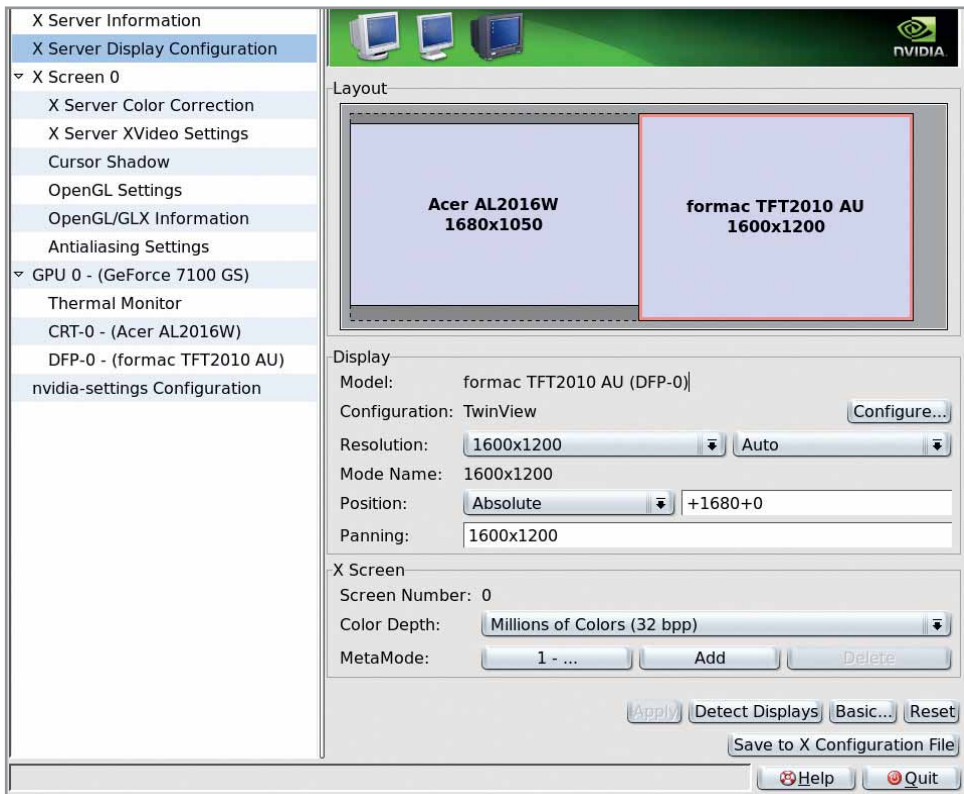 X Server Information
X Server Display Configuration
X Screen 0
X Server Color Correction
X Server XVideo Settings
Cursor Shadow
OpenGL Settings
OpenGL/GLX Information
Antialiasing Settings
GPU 0 - (GeForce 7100 GS)
Thermal Monitor
CRT-0 - (Acer AL2016W)
DFP-0 - (formac TFT2010 AU)
nvidia-settings Configuration
NVIDIA
Layout
Acer AL2016W
1680x1050
formac TFT2010 AU
1600x1200
Display
Model: formac TFT2010 AU (DFP-0)
Configuration: TwinView Configure...
Resolution: 1600x1200 Auto
Mode Name: 1600x1200
Position: Absolute +1680+0
Panning: 1600x1200
X Screen
Screen Number: 0
Color Depth: Millions of Colors (32 bpp)
MetaMode: 1 - ... Add Delete
Apply Detect Displays Basic... Reset
Save to X Configuration File
Help Quit